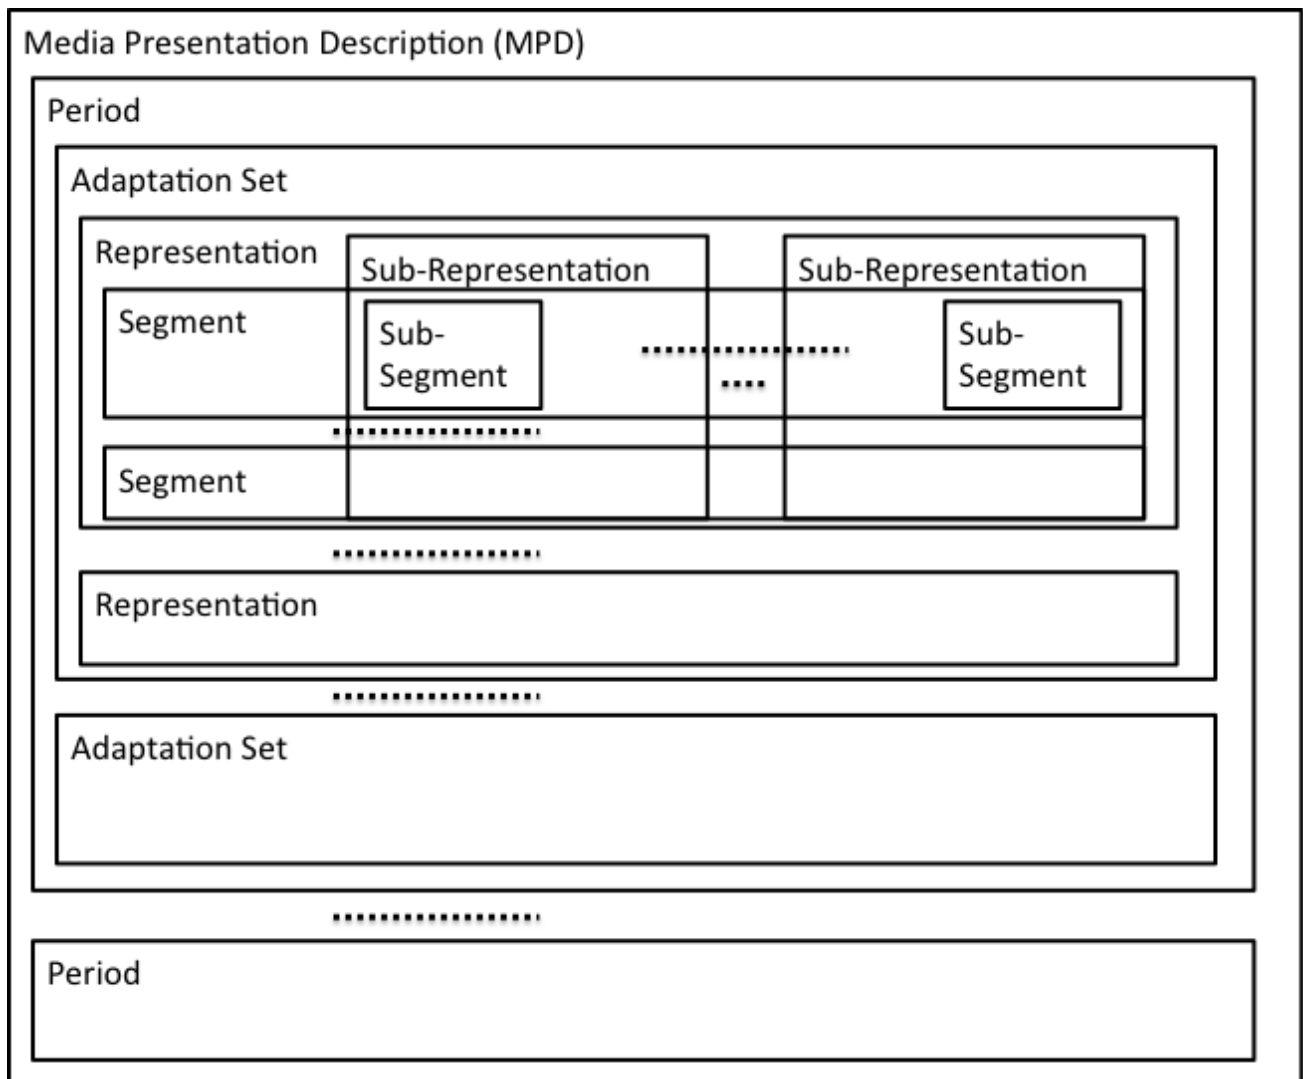 Media Presentation Description (MPD)
Period
Adaptation Set
Representation
Sub-Representation
Sub-Representation
Segment
Sub-
Segment
Sub-
Segment
Segment
Representation
Adaptation Set
Period